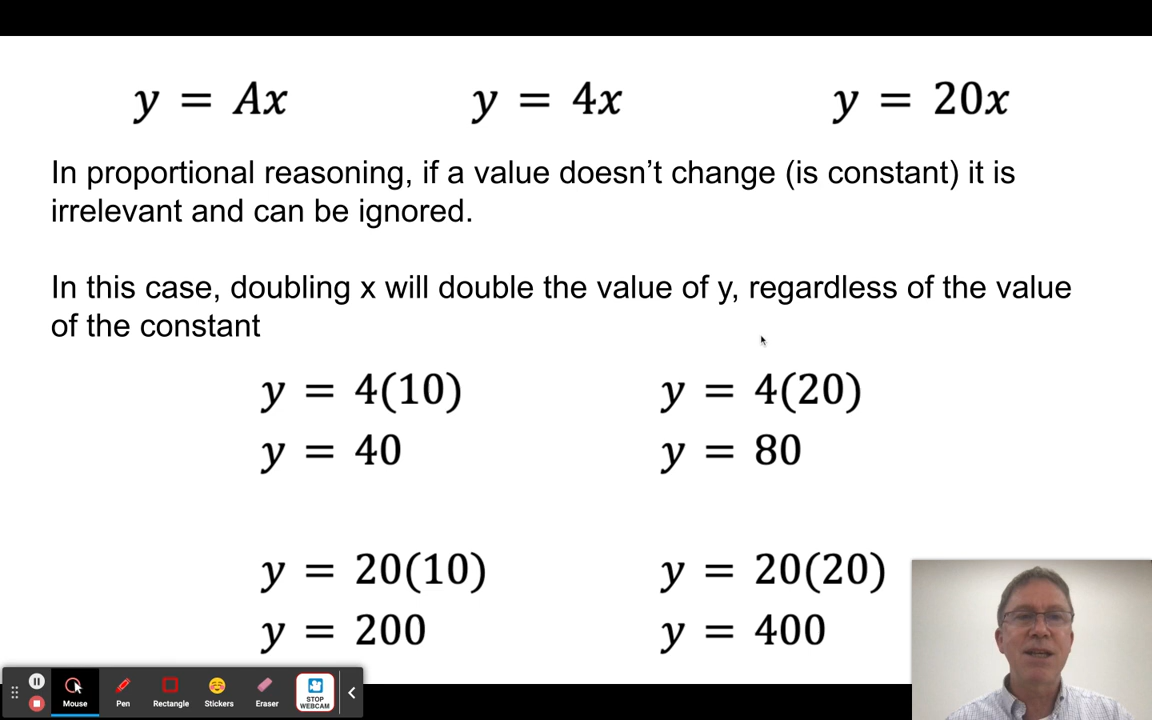 y = Ax y = 4x y = 20x
In proportional reasoning, if a value doesn’t change (is constant) it is
irrelevant and can be ignored.
In this case, doubling x will double the value of y, regardless of the value
of the constant
y = 4(10) y = 4(20)
y = 40 y = 80
y = 20(10) y = 20(20)
y = 200 y = 400
Mouse Pen Rectangle Stickers Eraser STOP
WEBCAM